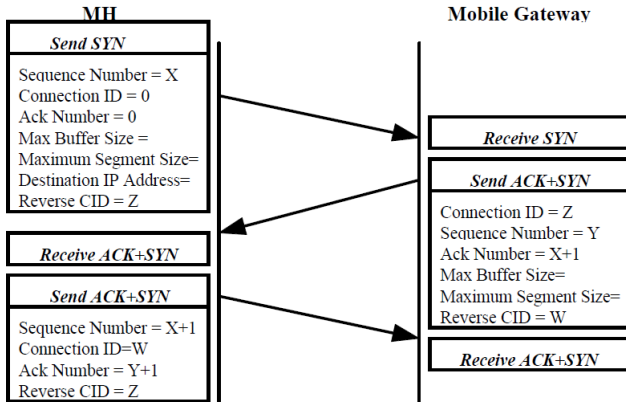 MH
Mobile Gateway
Send SYN
Sequence Number = X
Connection ID = 0
Ack Number = 0
Max Buffer Size =
Maximum Segment Size=
Destination IP Address=
Reverse CID = Z
Receive SYN
Send ACK+SYN
Connection ID = Z
Sequence Number = Y
Ack Number = X+1
Max Buffer Size=
Maximum Segment Size=
Reverse CID = W
Receive ACK+SYN
Send ACK+SYN
Sequence Number = X+1
Connection ID=W
Ack Number = Y+1
Reverse CID = Z
Receive ACK+SYN